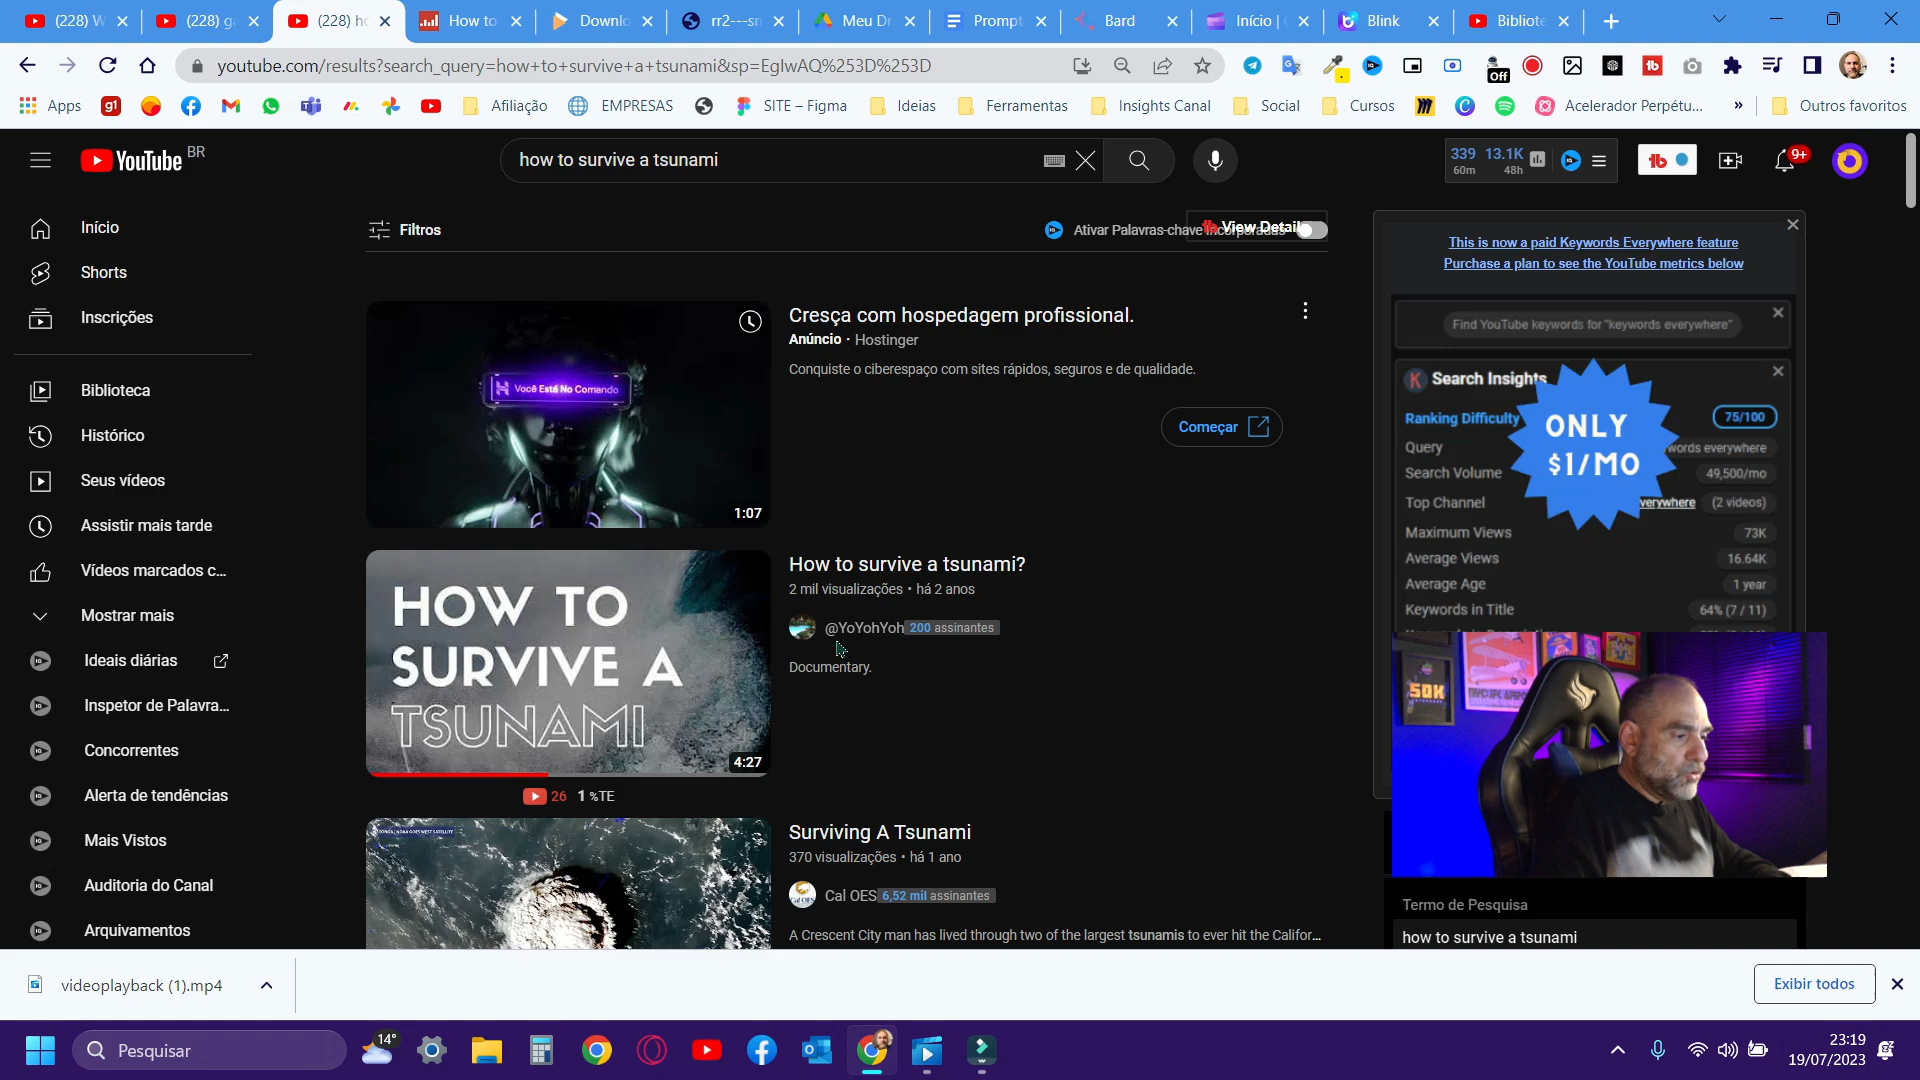 (228) W
(228) g
(228) h
How to
Downlo
rr2---sn
Meu Dr
Prompt
Bard
Início |
Blink
Bibliote
youtube.com/results?search_query=how+to+survive+a+tsunami&sp=EgIwAQ%253D%253D
Off
Apps
Afiliação
EMPRESAS
SITE – Figma
Ideias
Ferramentas
Insights Canal
Social
Cursos
Acelerador Perpétu...
»
Outros favoritos
YouTube BR
how to survive a tsunami
339 13.1K
60m 48h
9+
Início
Shorts
Inscrições
Biblioteca
Histórico
Seus vídeos
Assistir mais tarde
Vídeos marcados c...
Mostrar mais
Ideais diárias
Inspetor de Palavra...
Concorrentes
Alerta de tendências
Mais Vistos
Auditoria do Canal
Arquivamentos
Filtros
Ativar Palavras-chave
View Detail
Você Está No Comando
1:07
Cresça com hospedagem profissional.
Anúncio · Hostinger
Conquiste o ciberespaço com sites rápidos, seguros e de qualidade.
Começar
HOW TO
SURVIVE A
TSUNAMI
4:27
26 1 %TE
How to survive a tsunami?
2 mil visualizações • há 2 anos
@YoYohYoh 200 assinantes
Documentary.
Surviving A Tsunami
370 visualizações • há 1 ano
Cal OES 6,52 mil assinantes
A Crescent City man has lived through two of the largest tsunamis to ever hit the Califor...
This is now a paid Keywords Everywhere feature
Purchase a plan to see the YouTube metrics below
Find YouTube keywords for "keywords everywhere"
Search Insights
Ranking Difficulty 75/100
Query words everywhere
Search Volume 49,500/mo
Top Channel verywhere (2 videos)
Maximum Views 73K
Average Views 16.64K
Average Age 1 year
Keywords in Title 64% (7 / 11)
ONLY
$1/MO
50K
Termo de Pesquisa
how to survive a tsunami
videoplayback (1).mp4
Exibir todos
Pesquisar
14°
23:19
19/07/2023